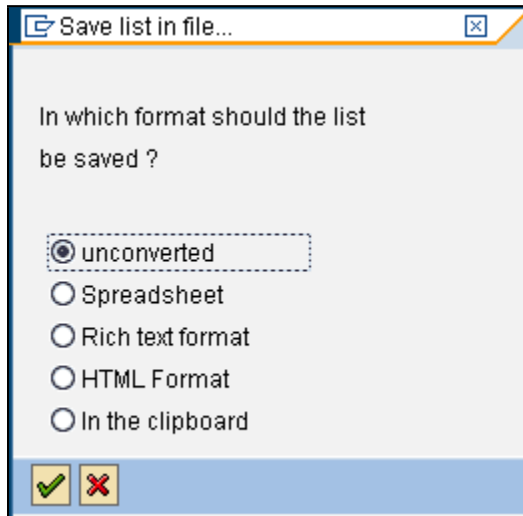 Save list in file...
In which format should the list
be saved ?
unconverted
Spreadsheet
Rich text format
HTML Format
In the clipboard